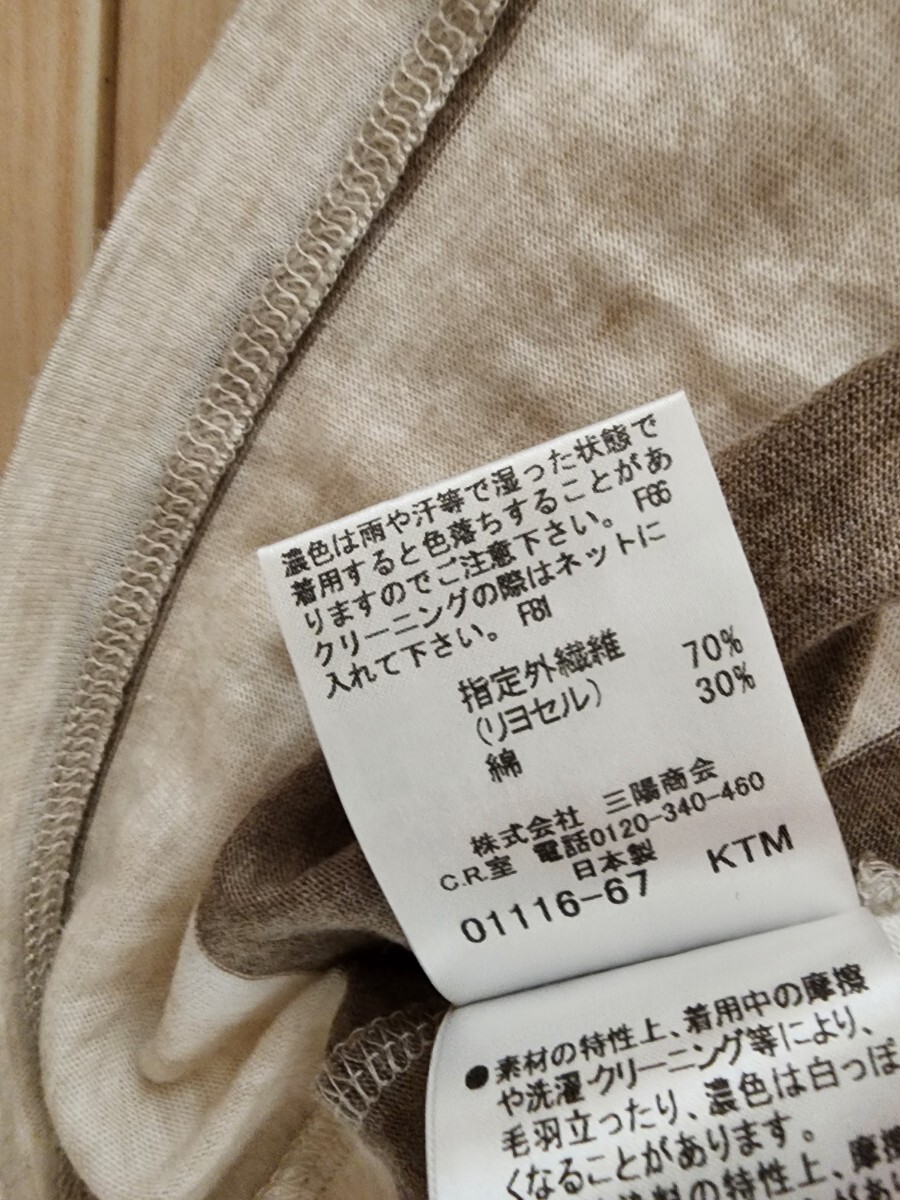 濃色は雨や汗等で湿った状態で
着用すると色落ちすることがあ
りますのでご注意下さい。 F66
クリーニングの際はネットに
入れて下さい。 F81
指定外繊維 70%
(リヨセル) 30%
綿
株式会社 三陽商会
C.R.室 電話0120-340-460
日本製
01116-67 KTM
●素材の特性上、着用中の摩擦
や洗濯・クリーニング等により、
毛羽立ったり、濃色は白っぽ
くなることがあります。
の特性上、摩擦